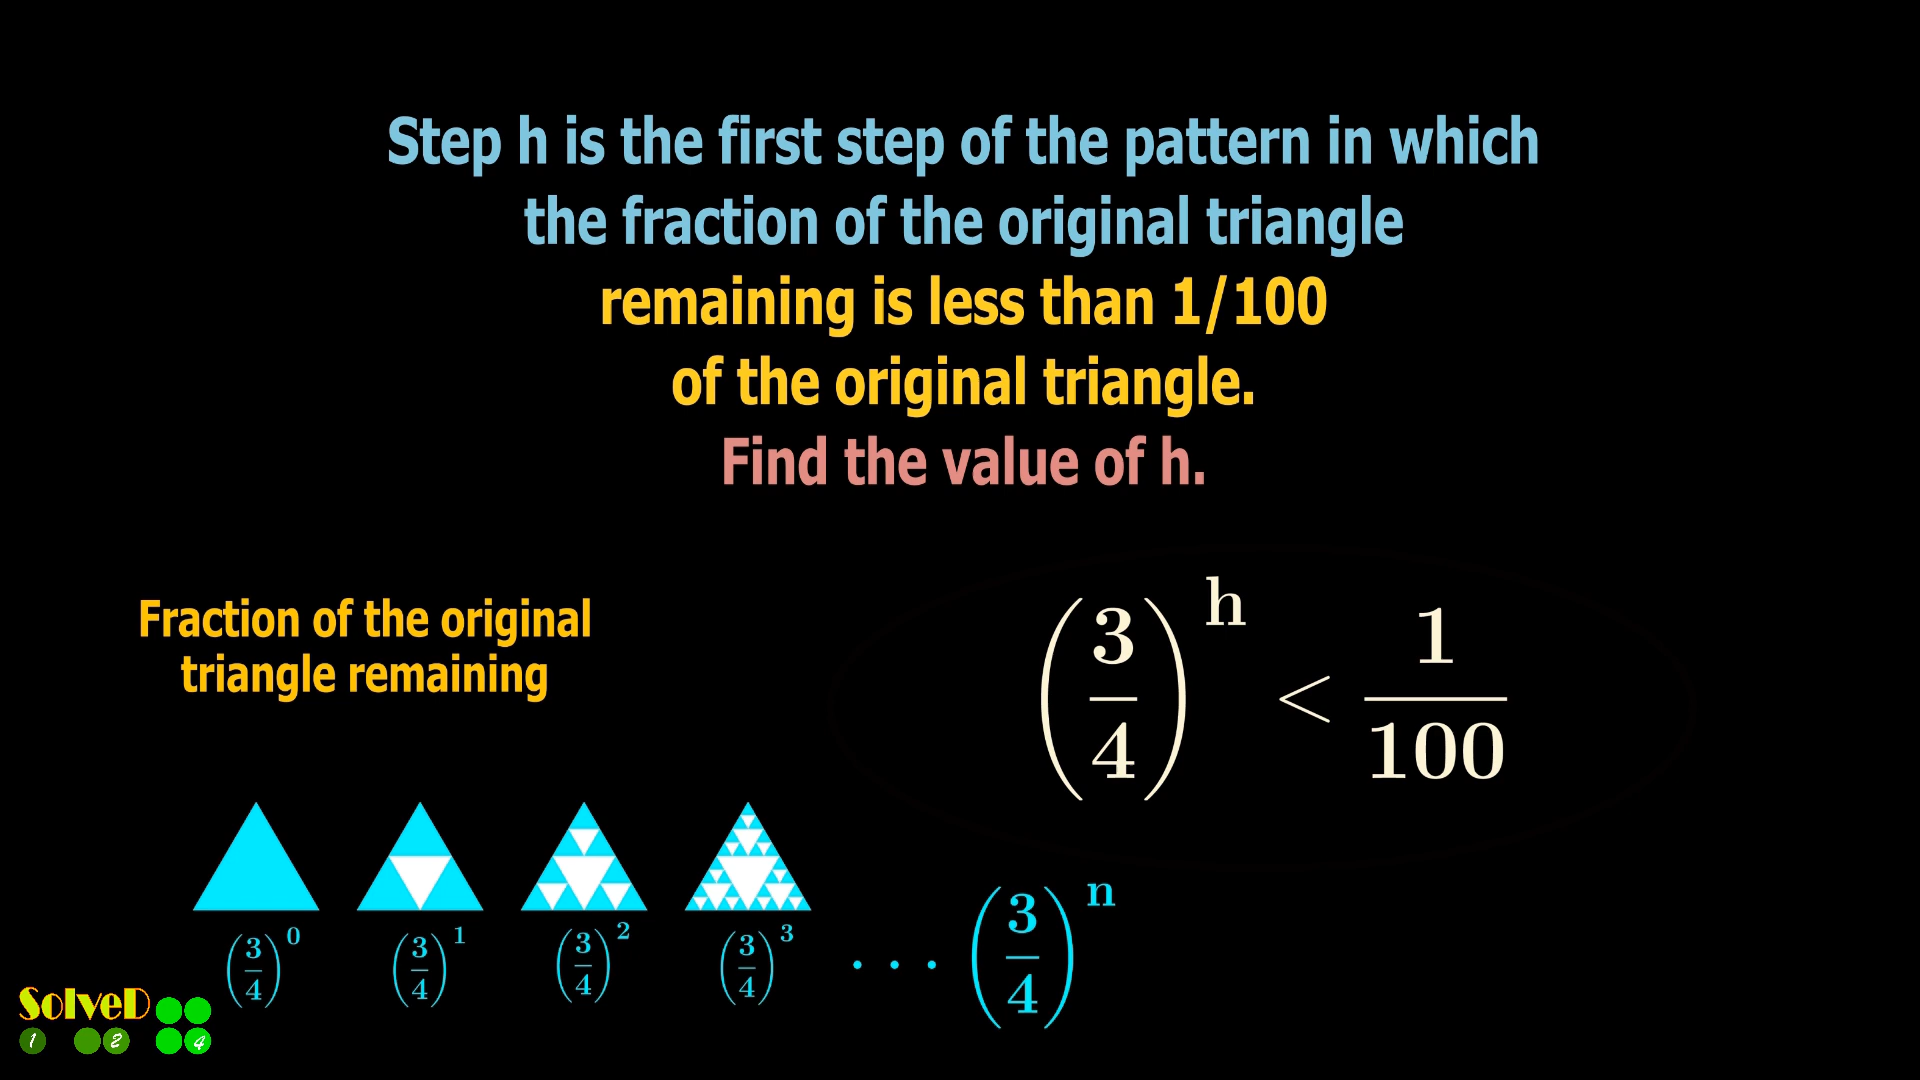 Step h is the first step of the pattern in which
the fraction of the original triangle
remaining is less than 1/100
of the original triangle.
Find the value of h.
Fraction of the original
triangle remaining
(3/4)^h < 1/100
(3/4)^0 (3/4)^1 (3/4)^2 (3/4)^3 . . . (3/4)^n
SolveD
1 2 4